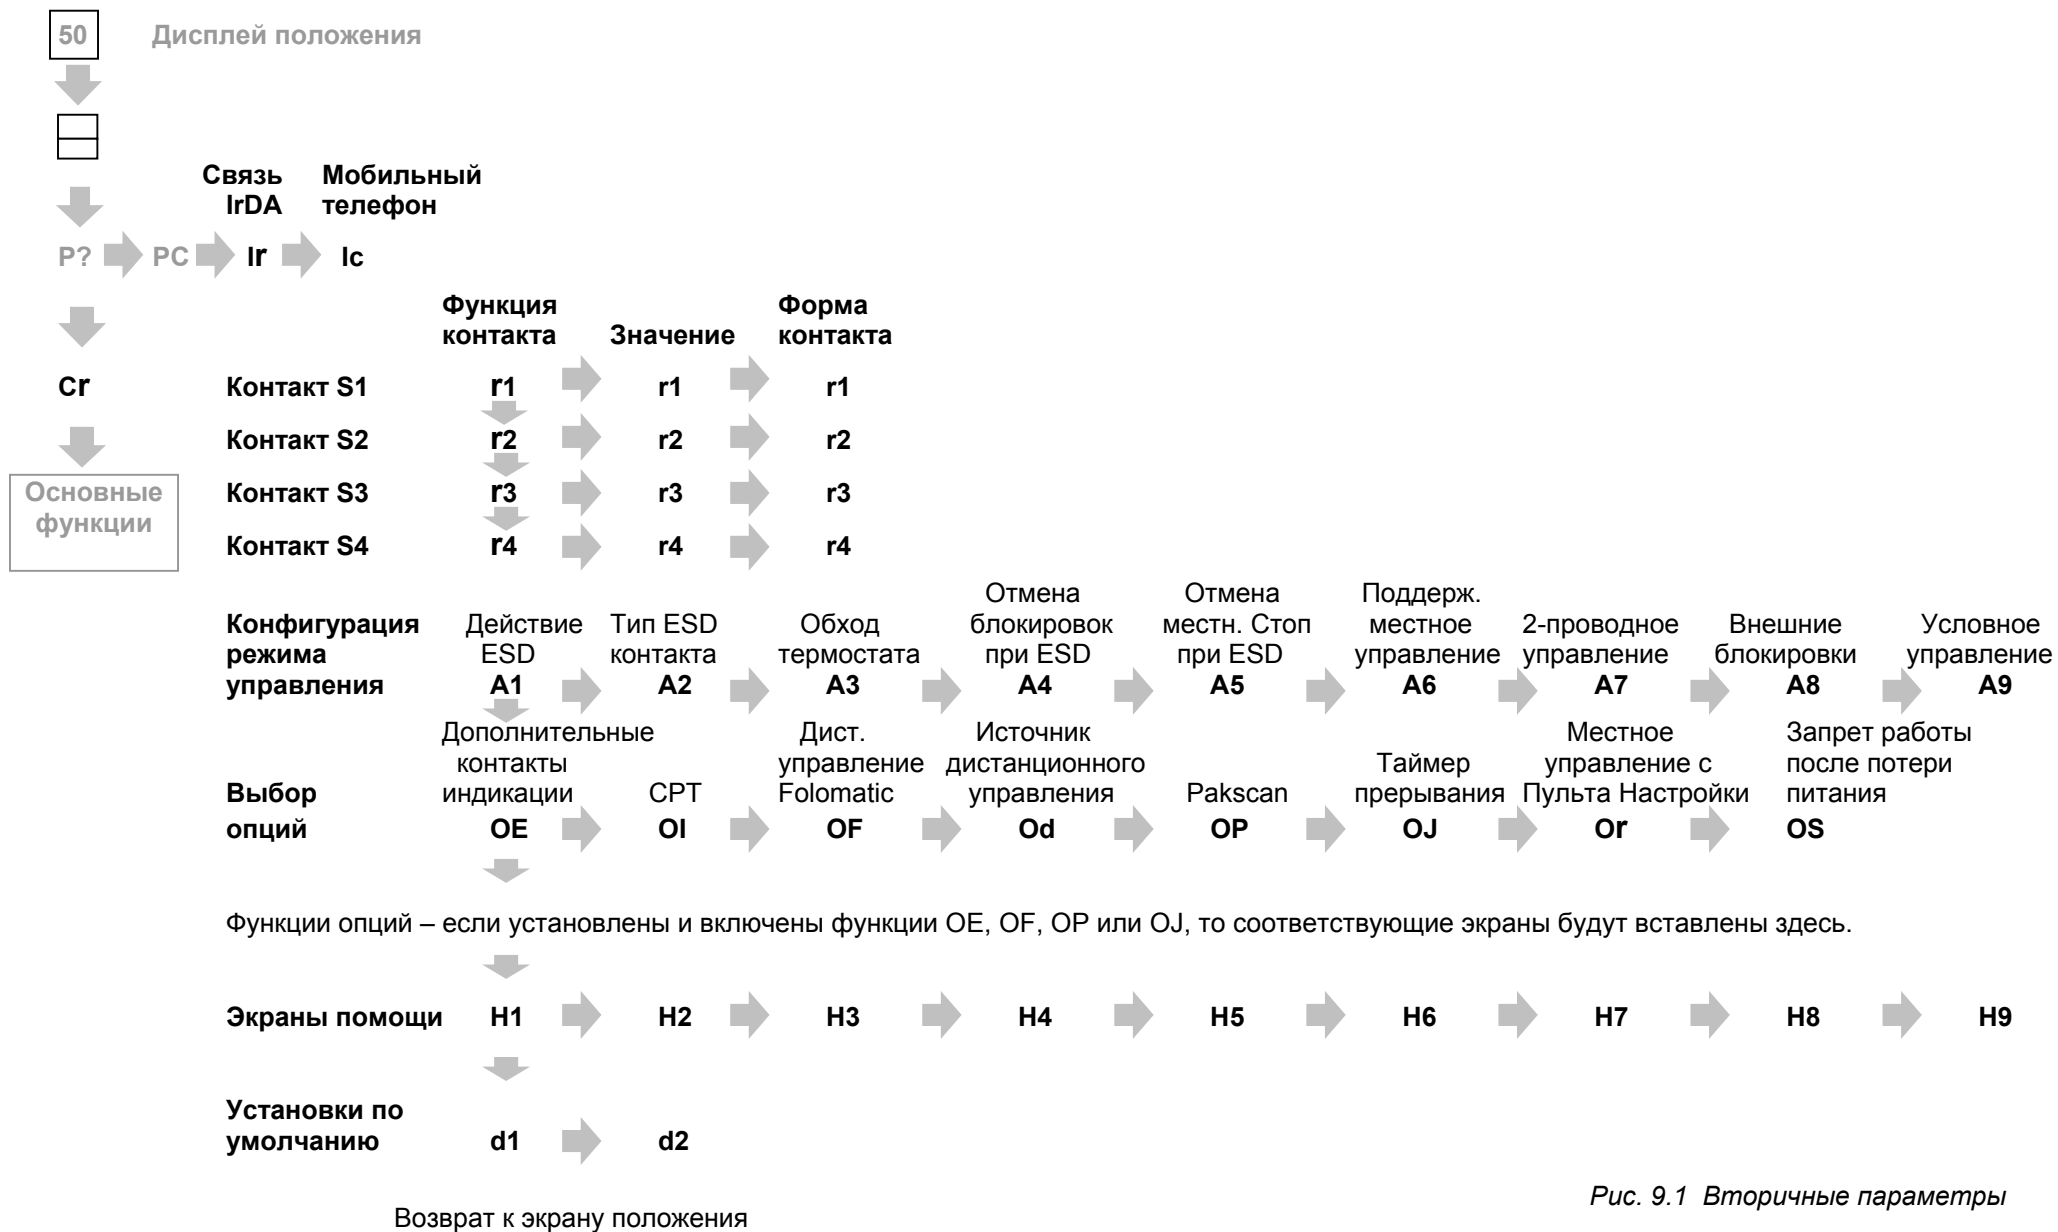 50 Дисплей положения
Связь Мобильный
IrDA телефон
P? PC Ir Ic
Функция Форма
контакта Значение контакта
Cr Контакт S1 r1 r1 r1
Контакт S2 r2 r2 r2
Основные
функции
Контакт S3 r3 r3 r3
Контакт S4 r4 r4 r4
Отмена Отмена Поддерж.
Конфигурация Действие Тип ESD Обход блокировок местн. Стоп местное 2-проводное Внешние Условное
режима ESD контакта термостата при ESD при ESD управление управление блокировки управление
управления A1 A2 A3 A4 A5 A6 A7 A8 A9
Дополнительные Дист. Источник Местное Запрет работы
контакты управление дистанционного Таймер управление с после потери
Выбор индикации CPT Folomatic управления Pakscan прерывания Пульта Настройки питания
опций OE OI OF Od OP OJ Or OS
Функции опций – если установлены и включены функции OE, OF, OP или OJ, то соответствующие экраны будут вставлены здесь.
Экраны помощи H1 H2 H3 H4 H5 H6 H7 H8 H9
Установки по
умолчанию d1 d2
Рис. 9.1 Вторичные параметры
Возврат к экрану положения